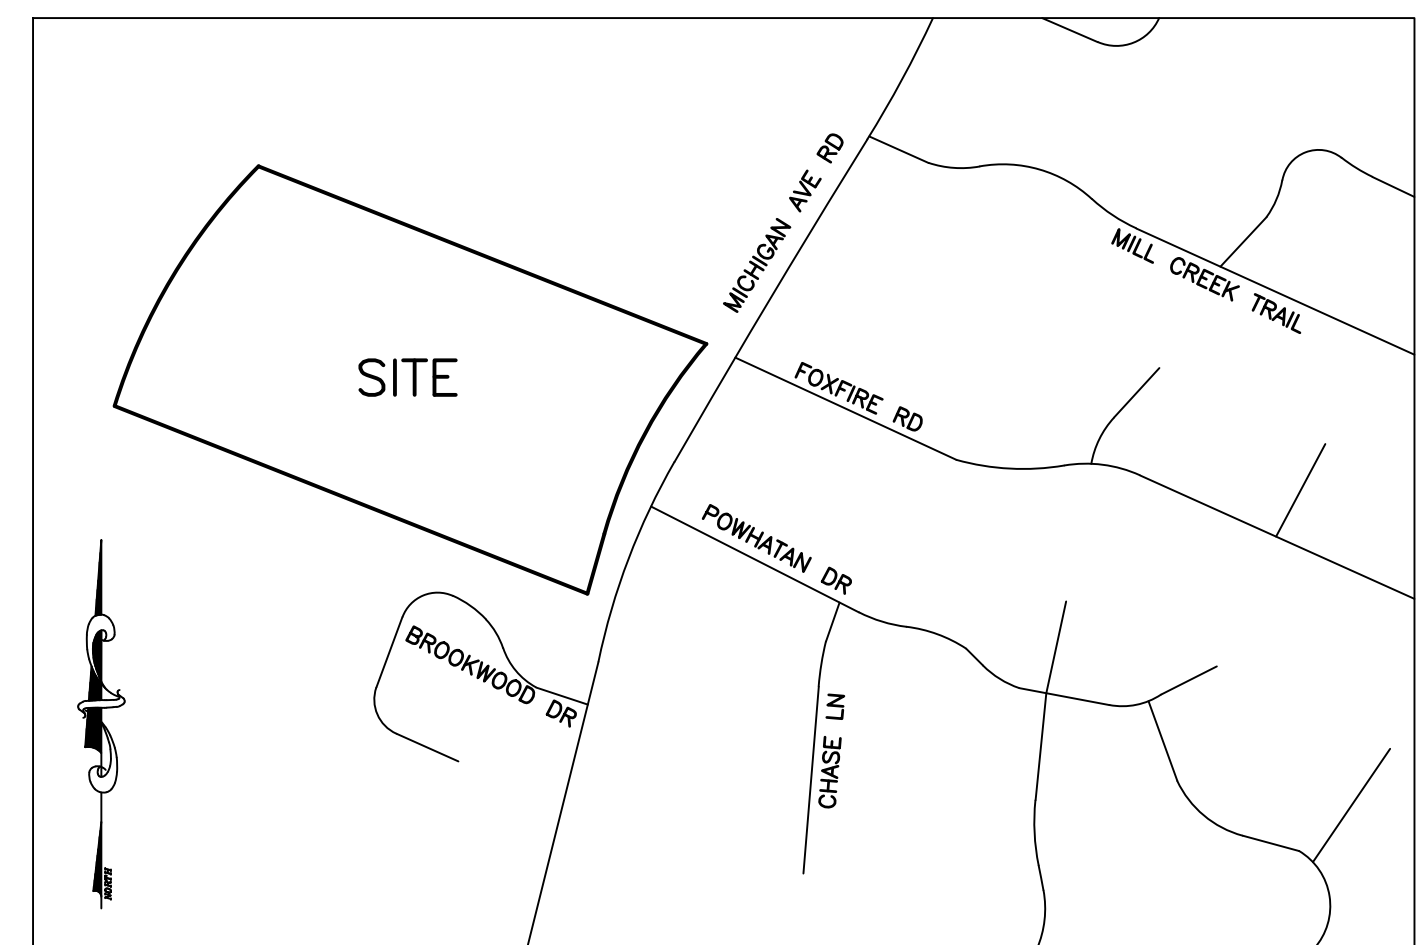 MICHIGAN AVE RD
MILL CREEK TRAIL
SITE
FOXFIRE RD
POWHATAN DR
BROOKWOOD DR
CHASE LN
NORTH